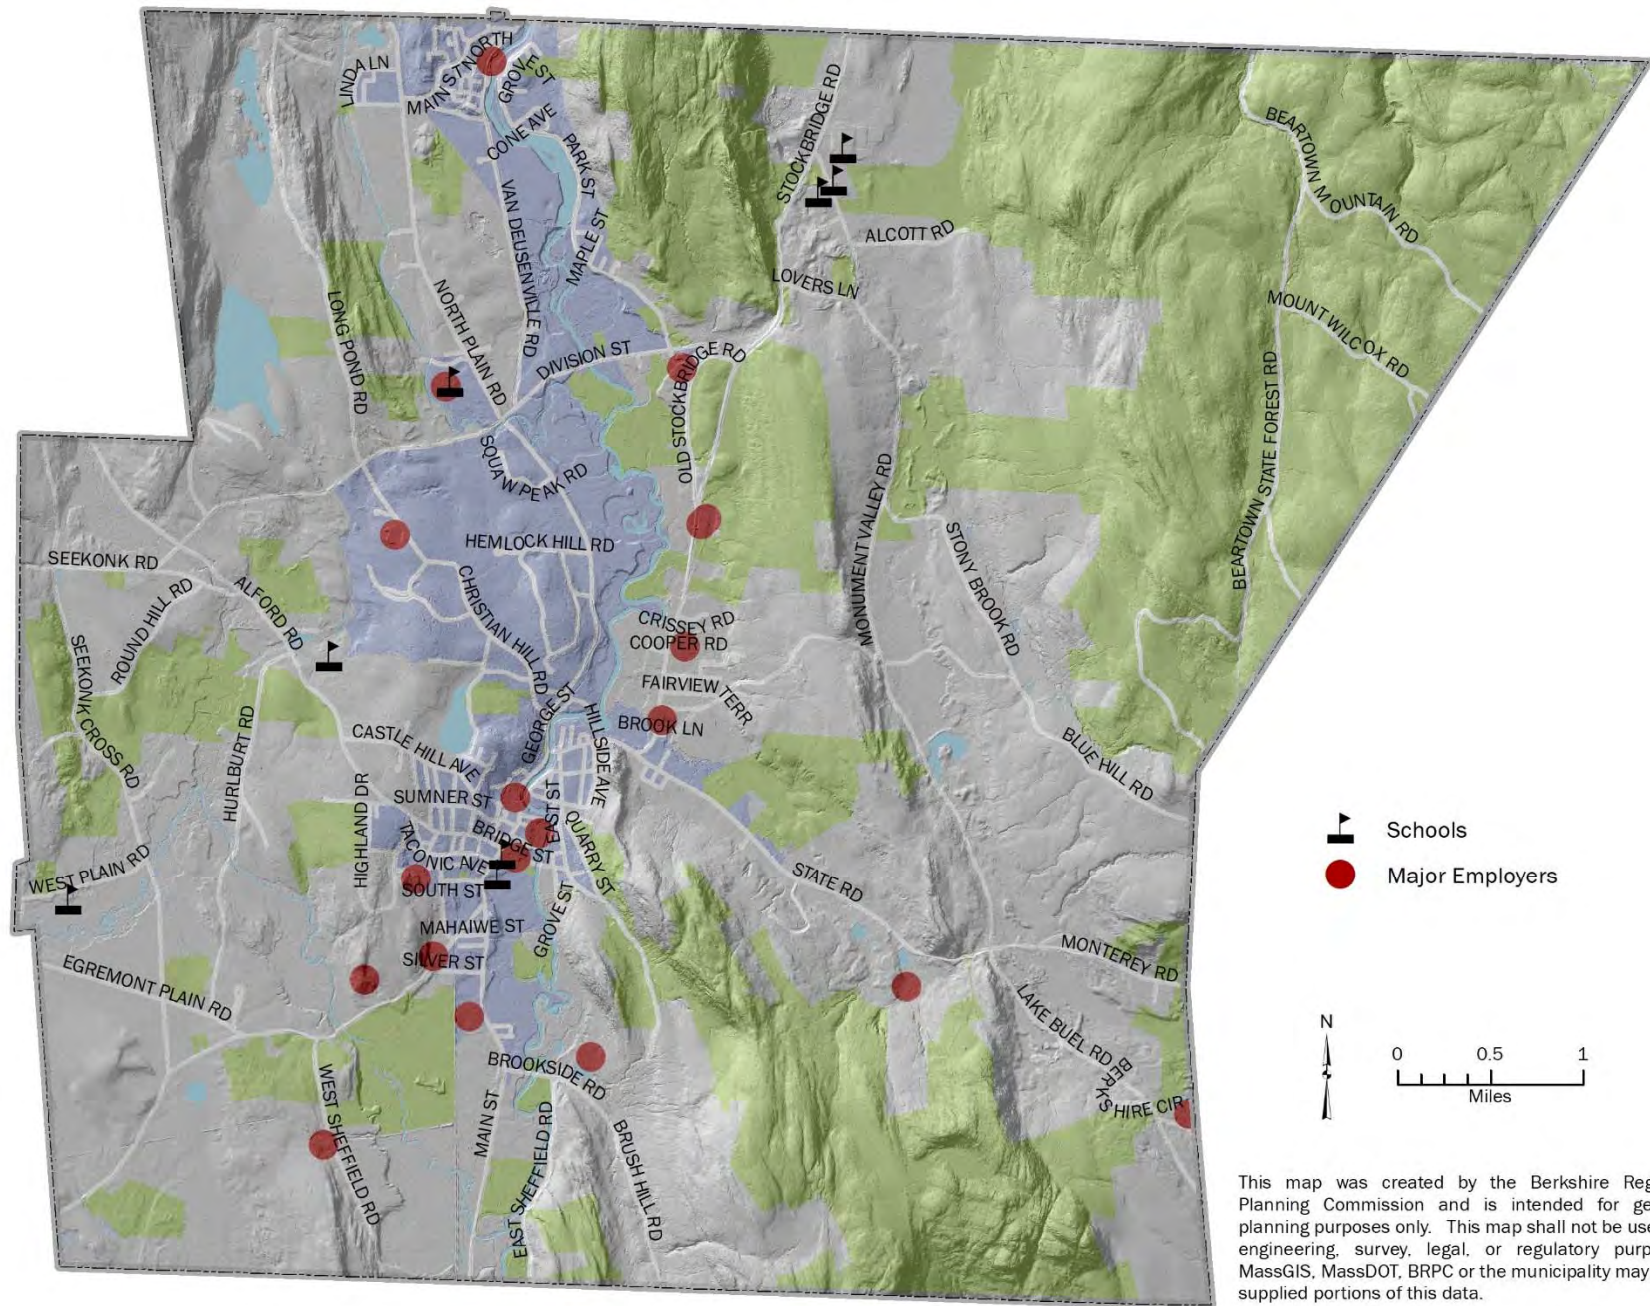 LINDA LN
MAIN ST
NORTH
GROVE ST
CONE AVE
PARK ST
STOCKBRIDGE RD
BEARTOWN MOUNTAIN RD
VAN DEUSENVILLE RD
MAPLE ST
ALCOTT RD
LOVERS LN
LONG POND RD
NORTH PLAIN RD
MOUNT WILCOX RD
DIVISION ST
OLD STOCKBRIDGE RD
BEARTOWN STATE FOREST RD
SQUAW PEAK RD
MONUMENT VALLEY RD
HEMLOCK HILL RD
STONY BROOK RD
SEEKONK RD
ROUND HILL RD
ALFORD RD
CHRISTIAN HILL RD
CRISSEY RD
COOPER RD
SEEKONK CROSS RD
FAIRVIEW TERR
GEORGE ST
HILLSIDE AVE
BROOK LN
HURLBURT RD
CASTLE HILL AVE
BLUE HILL RD
HIGHLAND DR
SUMNER ST
EAST ST
TACONIC AVE
BRIDGE ST
QUARRY ST
Schools
WEST PLAIN RD
SOUTH ST
STATE RD
Major Employers
MAHAIWE ST
GROVE ST
MONTEREY RD
EGREMONT PLAIN RD
SILVER ST
LAKE BUEL RD
BERKSHIRE CIR
N
0 0.5 1
Miles
BROOKSIDE RD
WEST SHEFFIELD RD
MAIN ST
EAST SHEFFIELD RD
BRUSH HILL RD
This map was created by the Berkshire Reg
Planning Commission and is intended for ge
planning purposes only. This map shall not be use
engineering, survey, legal, or regulatory purp
MassGIS, MassDOT, BRPC or the municipality may
supplied portions of this data.